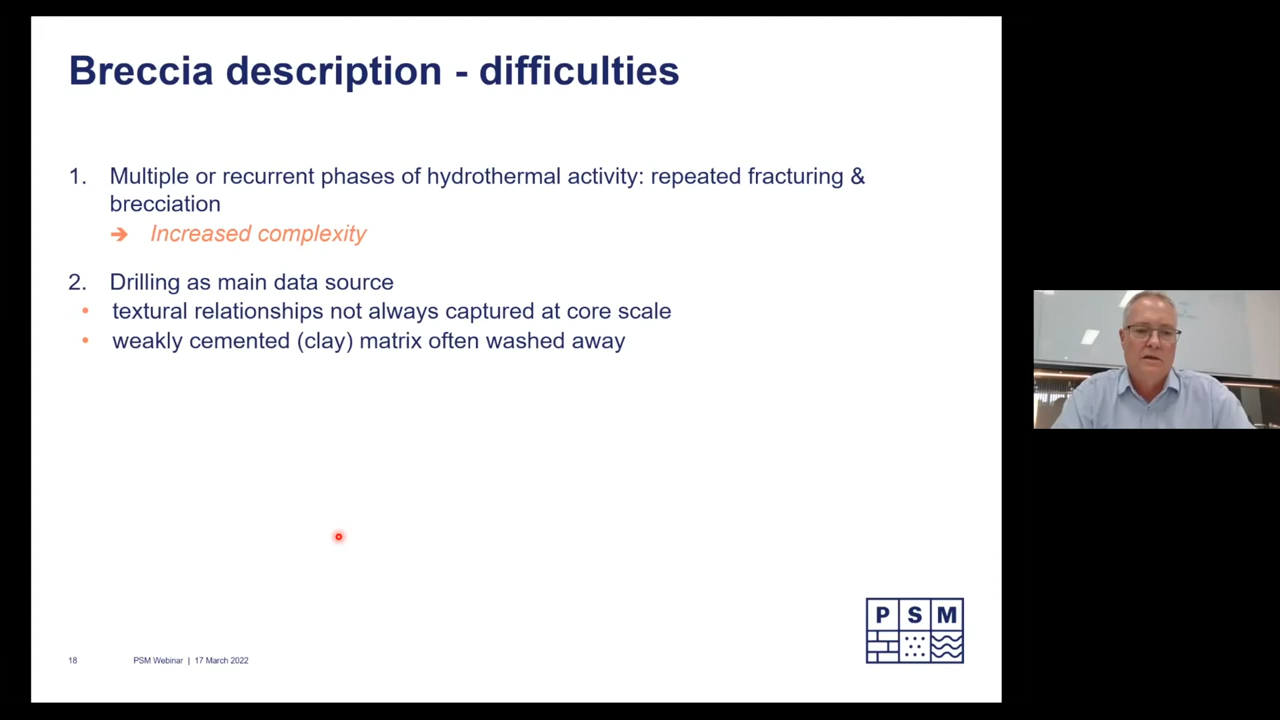 Breccia description - difficulties
1. Multiple or recurrent phases of hydrothermal activity: repeated fracturing &
brecciation
➔ Increased complexity
2. Drilling as main data source
• textural relationships not always captured at core scale
• weakly cemented (clay) matrix often washed away
P S M
18 PSM Webinar | 17 March 2022